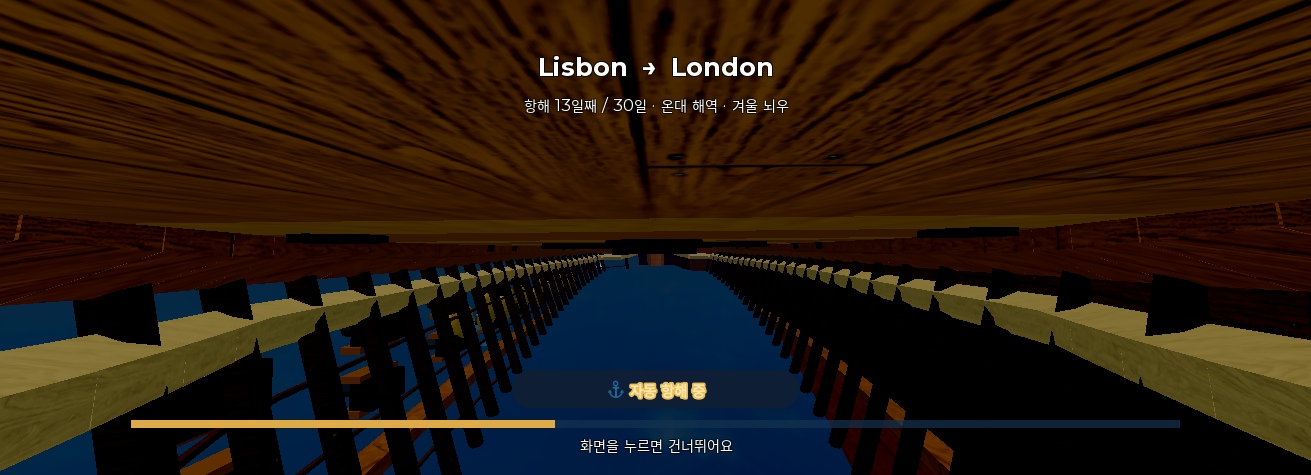 Lisbon → London
항해 13일째 / 30일 · 온대 해역 · 겨울 뇌우
⚓ 자동 항해 중
화면을 누르면 건너뛰어요